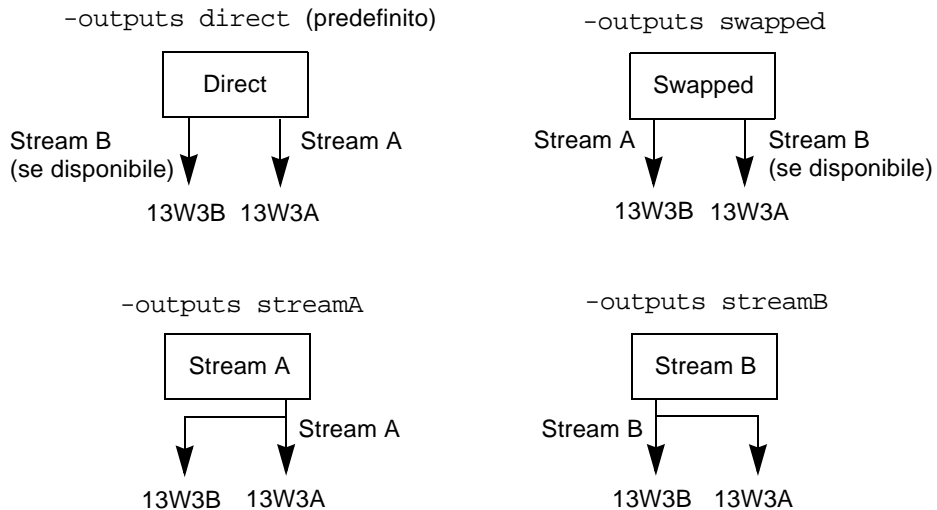 -outputs direct (predefinito)
Direct
Stream B
(se disponibile)
Stream A
13W3B 13W3A
-outputs swapped
Swapped
Stream A
Stream B
(se disponibile)
13W3B 13W3A
-outputs streamA
Stream A
Stream A
13W3B 13W3A
-outputs streamB
Stream B
Stream B
13W3B 13W3A